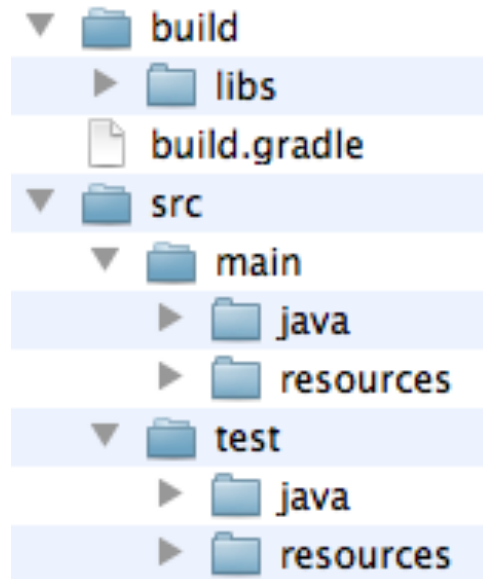 build
libs
build.gradle
src
main
java
resources
test
java
resources